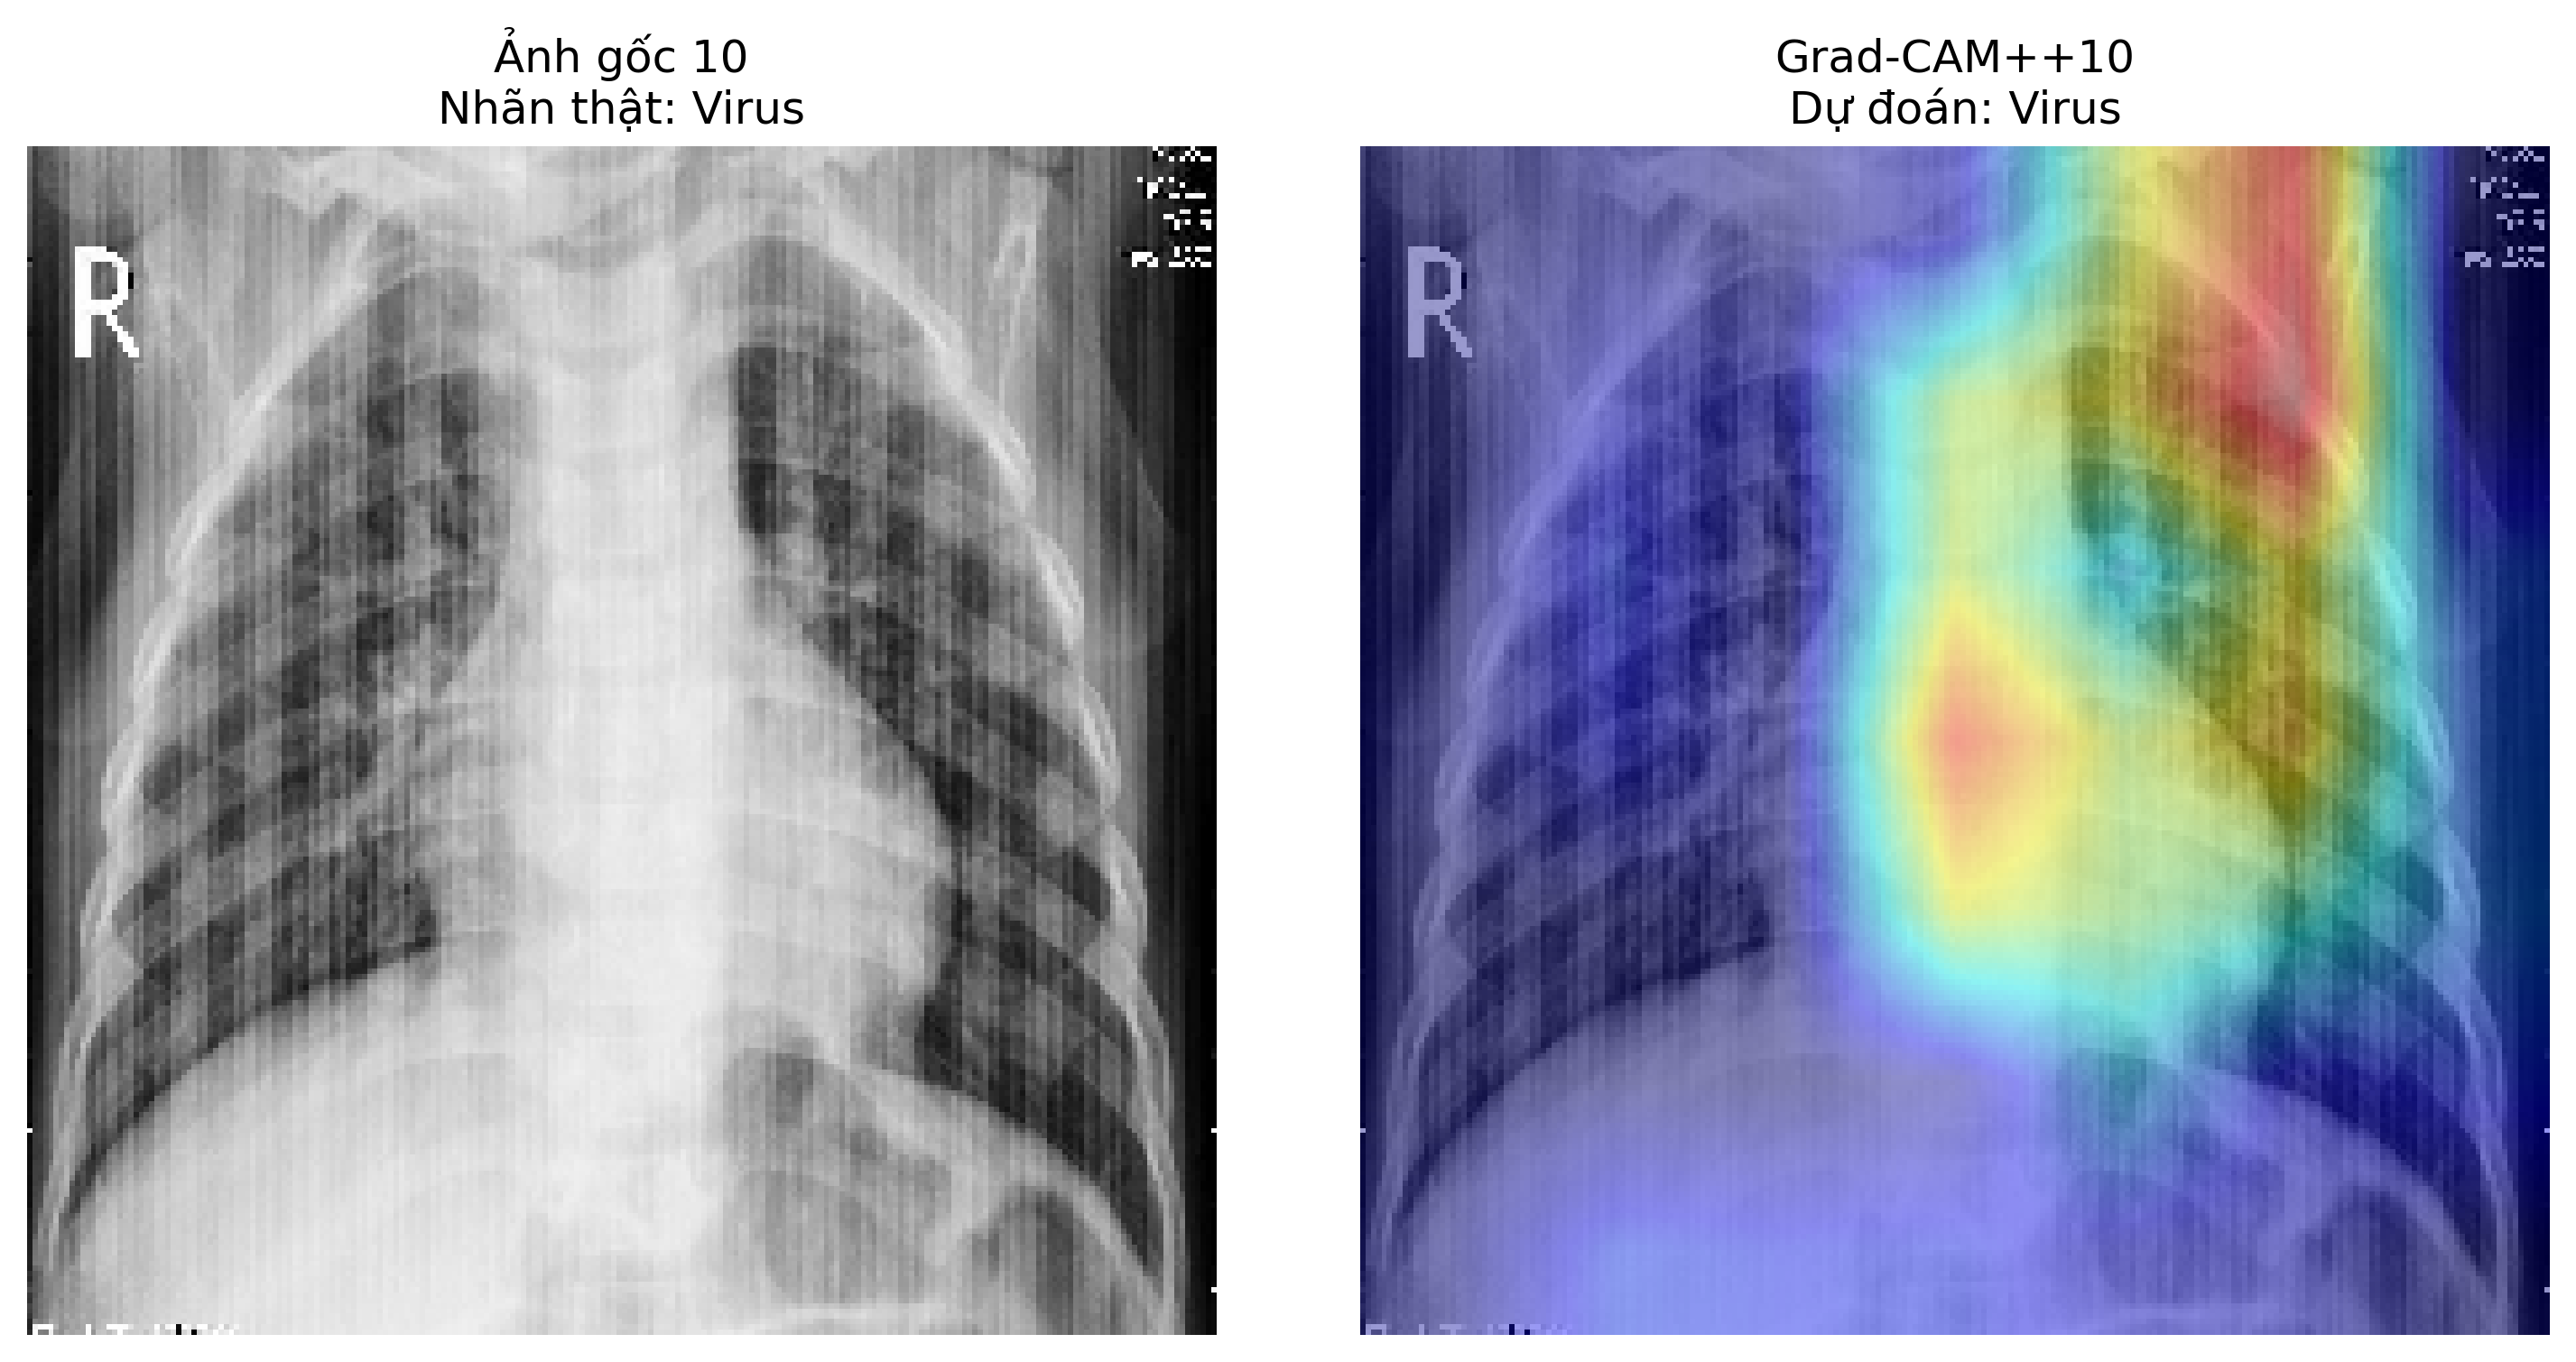 Ảnh gốc 10
Nhãn thật: Virus
Grad-CAM++10
Dự đoán: Virus
R
R